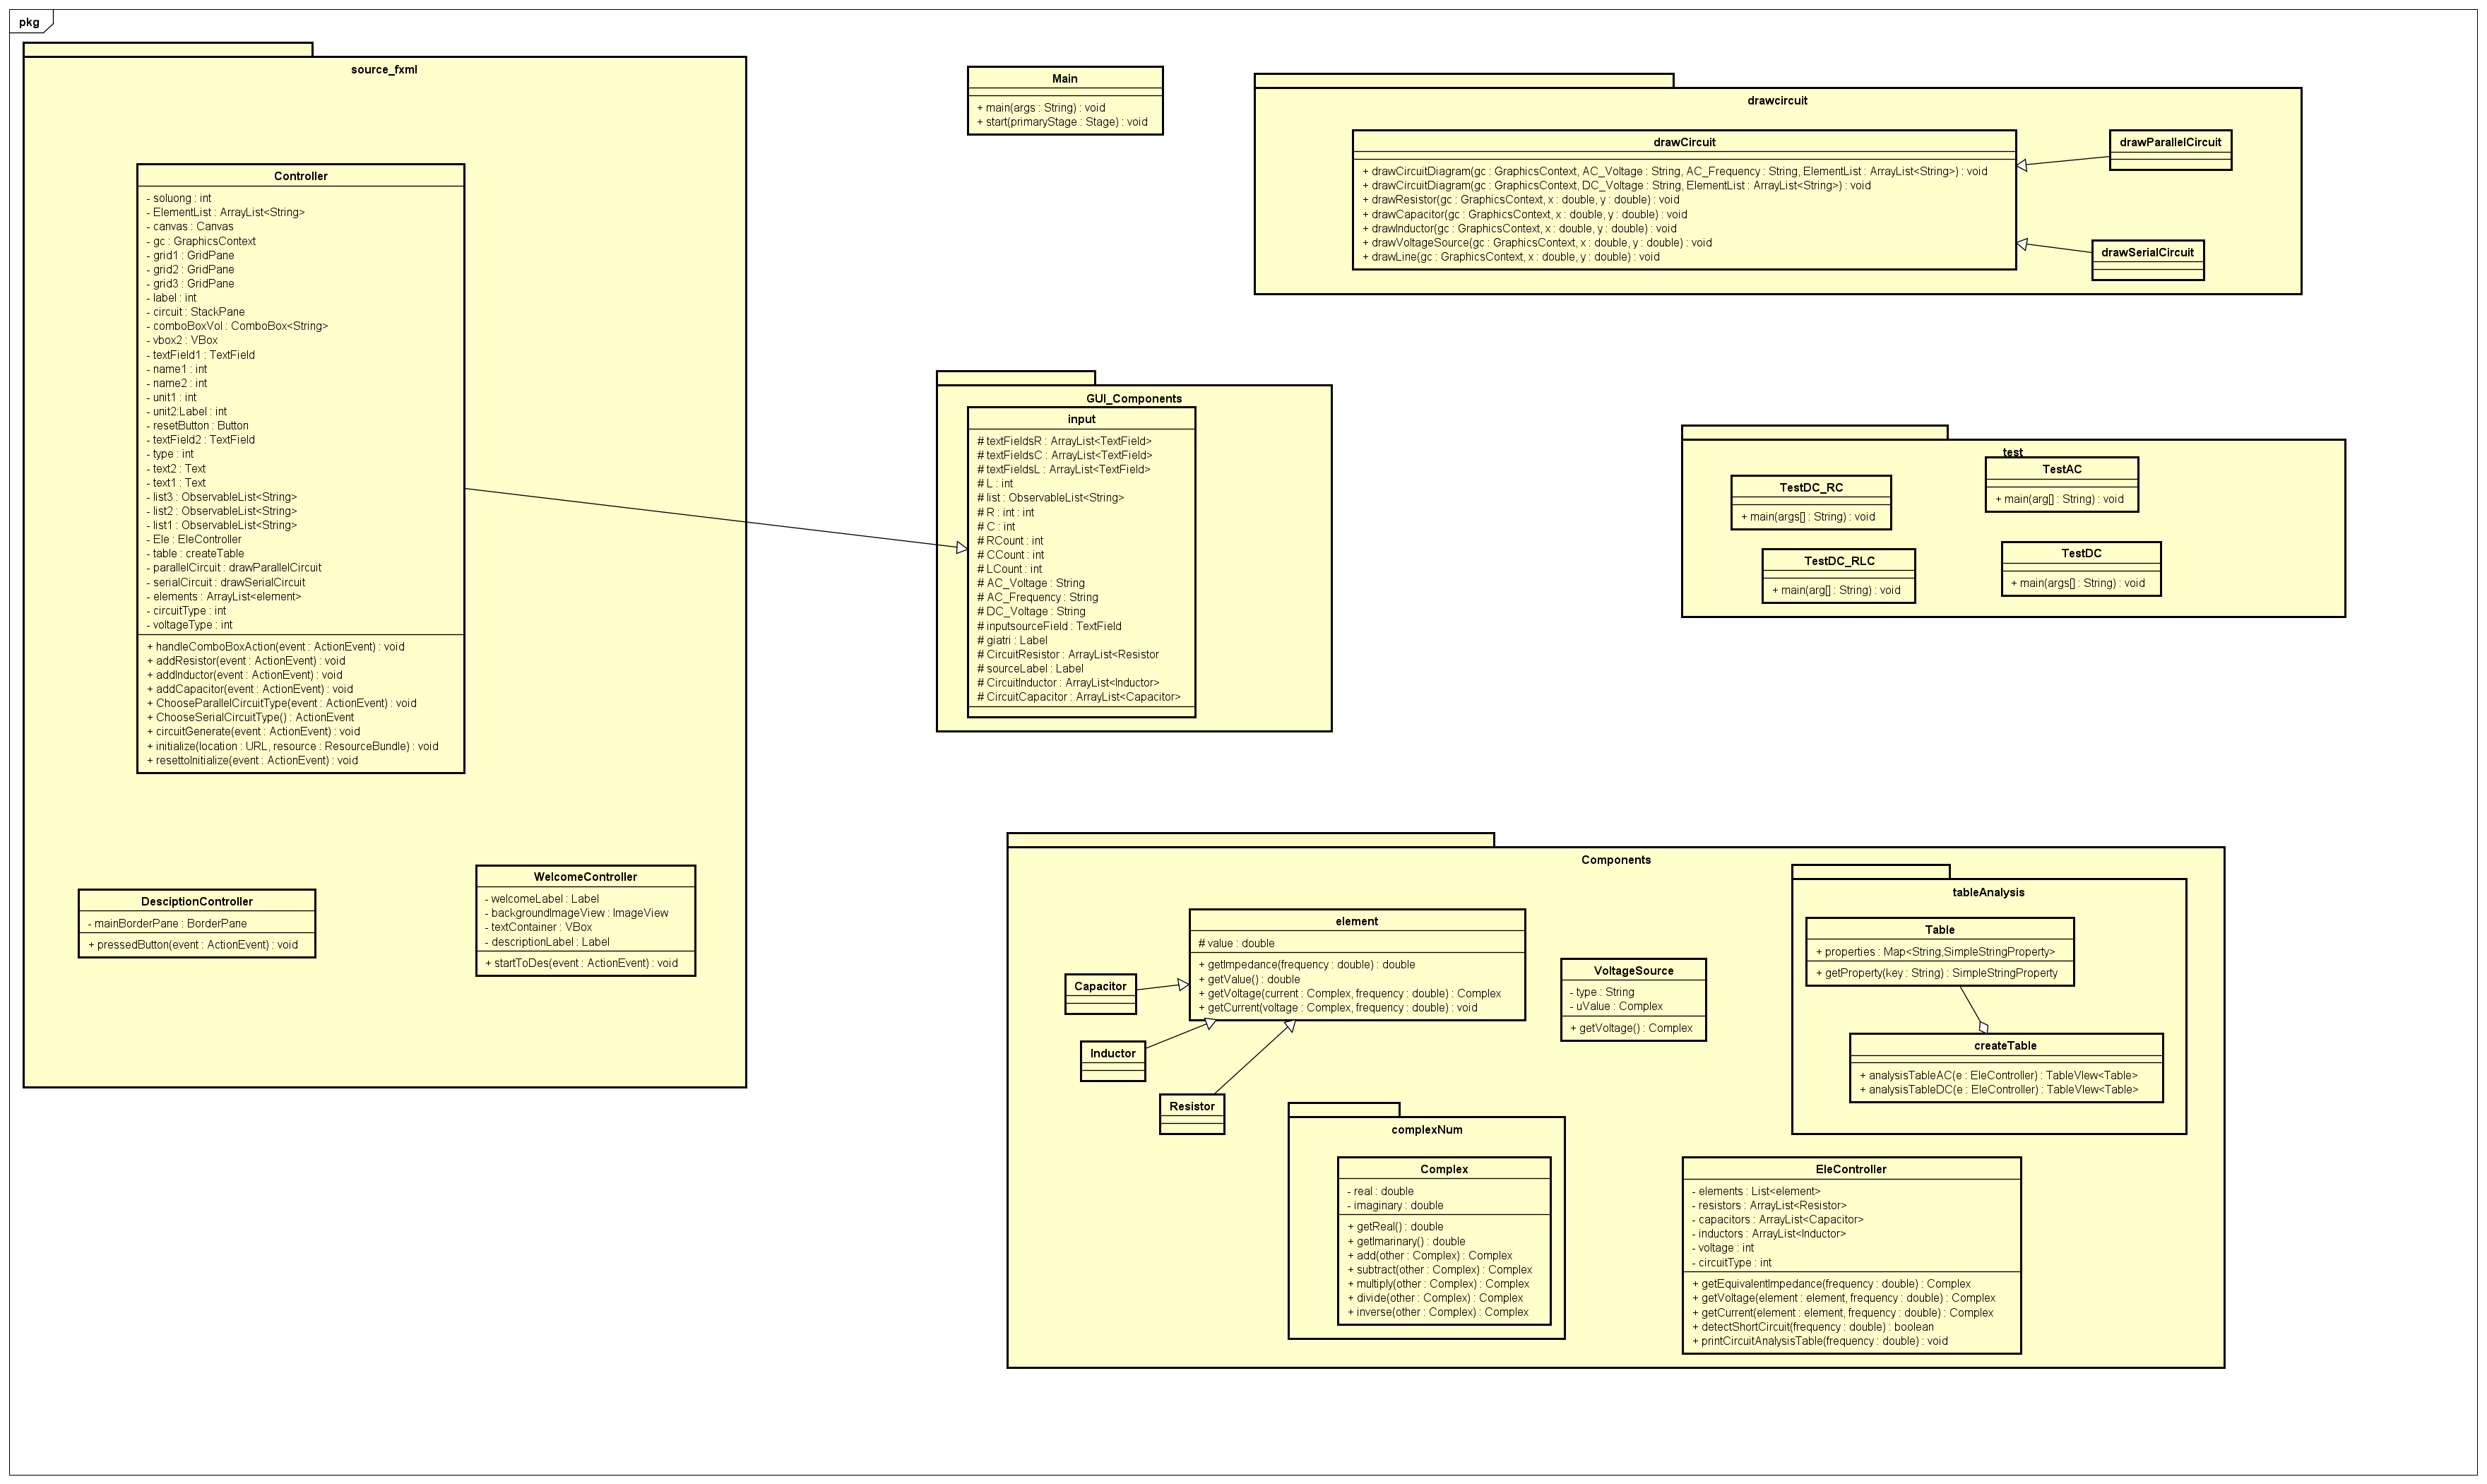 pkg
source_fxml
Controller
- soluong : int
- ElementList : ArrayList<String>
- canvas : Canvas
- gc : GraphicsContext
- grid1 : GridPane
- grid2 : GridPane
- grid3 : GridPane
- label : int
- circuit : StackPane
- comboBoxVol : ComboBox<String>
- vbox2 : VBox
- textField1 : TextField
- name1 : int
- name2 : int
- unit1 : int
- unit2:Label : int
- resetButton : Button
- textField2 : TextField
- type : int
- text2 : Text
- text1 : Text
- list3 : ObservableList<String>
- list2 : ObservableList<String>
- list1 : ObservableList<String>
- Ele : EleController
- table : createTable
- parallelCircuit : drawParallelCircuit
- serialCircuit : drawSerialCircuit
- elements : ArrayList<element>
- circuitType : int
- voltageType : int
+ handleComboBoxAction(event : ActionEvent) : void
+ addResistor(event : ActionEvent) : void
+ addInductor(event : ActionEvent) : void
+ addCapacitor(event : ActionEvent) : void
+ ChooseParallelCircuitType(event : ActionEvent) : void
+ ChooseSerialCircuitType() : ActionEvent
+ circuitGenerate(event : ActionEvent) : void
+ initialize(location : URL, resource : ResourceBundle) : void
+ resettoInitialize(event : ActionEvent) : void
DesciptionController
- mainBorderPane : BorderPane
+ pressedButton(event : ActionEvent) : void
WelcomeController
- welcomeLabel : Label
- backgroundImageView : ImageView
- textContainer : VBox
- descriptionLabel : Label
+ startToDes(event : ActionEvent) : void
Main
+ main(args : String) : void
+ start(primaryStage : Stage) : void
drawcircuit
drawCircuit
+ drawCircuitDiagram(gc : GraphicsContext, AC_Voltage : String, AC_Frequency : String, ElementList : ArrayList<String>) : void
+ drawCircuitDiagram(gc : GraphicsContext, DC_Voltage : String, ElementList : ArrayList<String>) : void
+ drawResistor(gc : GraphicsContext, x : double, y : double) : void
+ drawCapacitor(gc : GraphicsContext, x : double, y : double) : void
+ drawInductor(gc : GraphicsContext, x : double, y : double) : void
+ drawVoltageSource(gc : GraphicsContext, x : double, y : double) : void
+ drawLine(gc : GraphicsContext, x : double, y : double) : void
drawParallelCircuit
drawSerialCircuit
GUI_Components
input
# textFieldsR : ArrayList<TextField>
# textFieldsC : ArrayList<TextField>
# textFieldsL : ArrayList<TextField>
# L : int
# list : ObservableList<String>
# R : int : int
# C : int
# RCount : int
# CCount : int
# LCount : int
# AC_Voltage : String
# AC_Frequency : String
# DC_Voltage : String
# inputsourceField : TextField
# giatri : Label
# CircuitResistor : ArrayList<Resistor
# sourceLabel : Label
# CircuitInductor : ArrayList<Inductor>
# CircuitCapacitor : ArrayList<Capacitor>
test
TestDC_RC
+ main(args[] : String) : void
TestAC
+ main(arg[] : String) : void
TestDC_RLC
+ main(arg[] : String) : void
TestDC
+ main(args[] : String) : void
Components
element
# value : double
+ getImpedance(frequency : double) : double
+ getValue() : double
+ getVoltage(current : Complex, frequency : double) : Complex
+ getCurrent(voltage : Complex, frequency : double) : void
Capacitor
Inductor
Resistor
VoltageSource
- type : String
- uValue : Complex
+ getVoltage() : Complex
tableAnalysis
Table
+ properties : Map<String,SimpleStringProperty>
+ getProperty(key : String) : SimpleStringProperty
createTable
+ analysisTableAC(e : EleController) : TableVIew<Table>
+ analysisTableDC(e : EleController) : TableVIew<Table>
complexNum
Complex
- real : double
- imaginary : double
+ getReal() : double
+ getImarinary() : double
+ add(other : Complex) : Complex
+ subtract(other : Complex) : Complex
+ multiply(other : Complex) : Complex
+ divide(other : Complex) : Complex
+ inverse(other : Complex) : Complex
EleController
- elements : List<element>
- resistors : ArrayList<Resistor>
- capacitors : ArrayList<Capacitor>
- inductors : ArrayList<Inductor>
- voltage : int
- circuitType : int
+ getEquivalentImpedance(frequency : double) : Complex
+ getVoltage(element : element, frequency : double) : Complex
+ getCurrent(element : element, frequency : double) : Complex
+ detectShortCircuit(frequency : double) : boolean
+ printCircuitAnalysisTable(frequency : double) : void